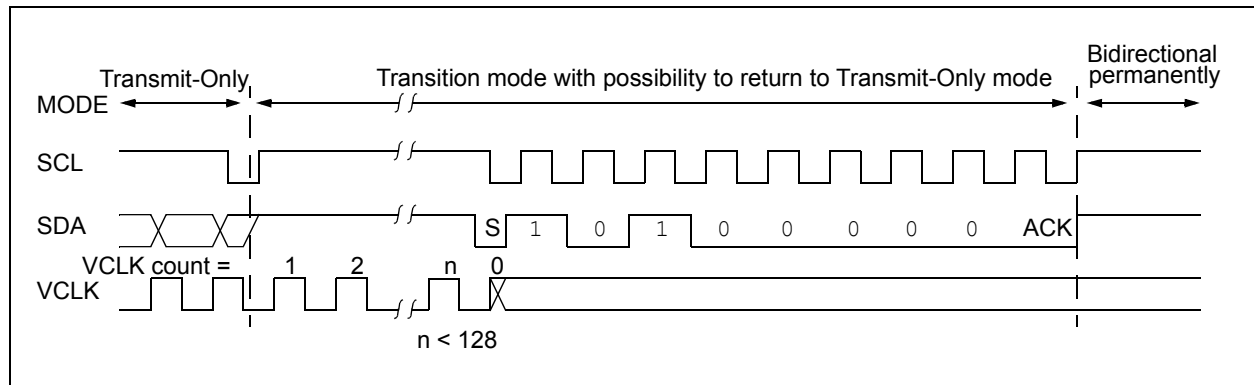 Transmit-Only
Transition mode with possibility to return to Transmit-Only mode
Bidirectional
permanently
MODE
SCL
SDA
S 1 0 1 0 0 0 0 0 ACK
VCLK count = 1 2 n 0
VCLK
n < 128